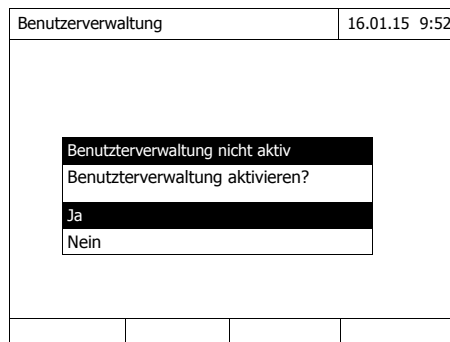 Benutzerverwaltung 16.01.15 9:52
Benutzterverwaltung nicht aktiv
Benutzterverwaltung aktivieren?
Ja
Nein